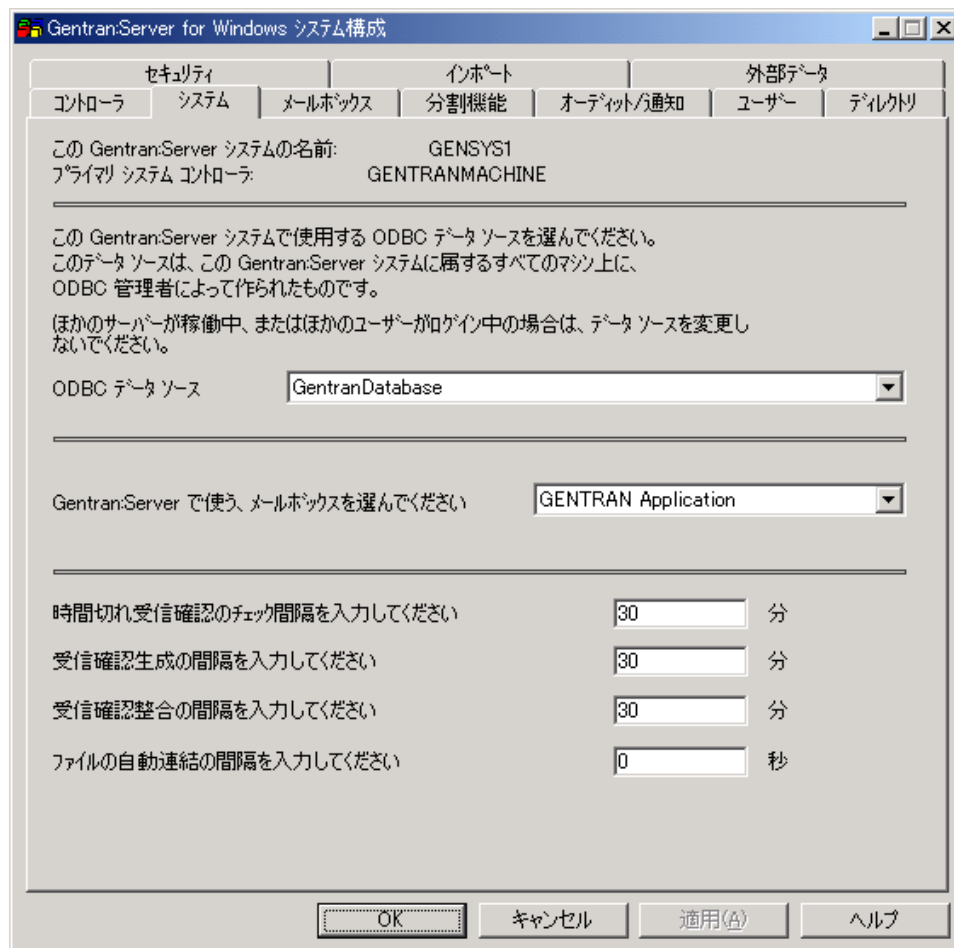 Gentran:Server for Windows システム構成
セキュリティ インポート 外部データ
コントローラ システム メールボックス 分割機能 オーディット/通知 ユーザー ディレクトリ
この Gentran:Server システムの名前: GENSYS1
プライマリ システム コントローラ: GENTRANMACHINE
この Gentran:Server システムで使用する ODBC データ ソースを選んでください。
このデータ ソースは、この Gentran:Server システムに属するすべてのマシン上に、
ODBC 管理者によって作られたものです。
ほかのサーバーが稼働中、またはほかのユーザーがログイン中の場合は、データ ソースを変更し
ないでください。
ODBC データ ソース GentranDatabase
Gentran:Server で使う、メールボックスを選んでください GENTRAN Application
時間切れ受信確認のチェック間隔を入力してください 30 分
受信確認生成の間隔を入力してください 30 分
受信確認整合の間隔を入力してください 30 分
ファイルの自動連結の間隔を入力してください 0 秒
OK キャンセル 適用(A) ヘルプ